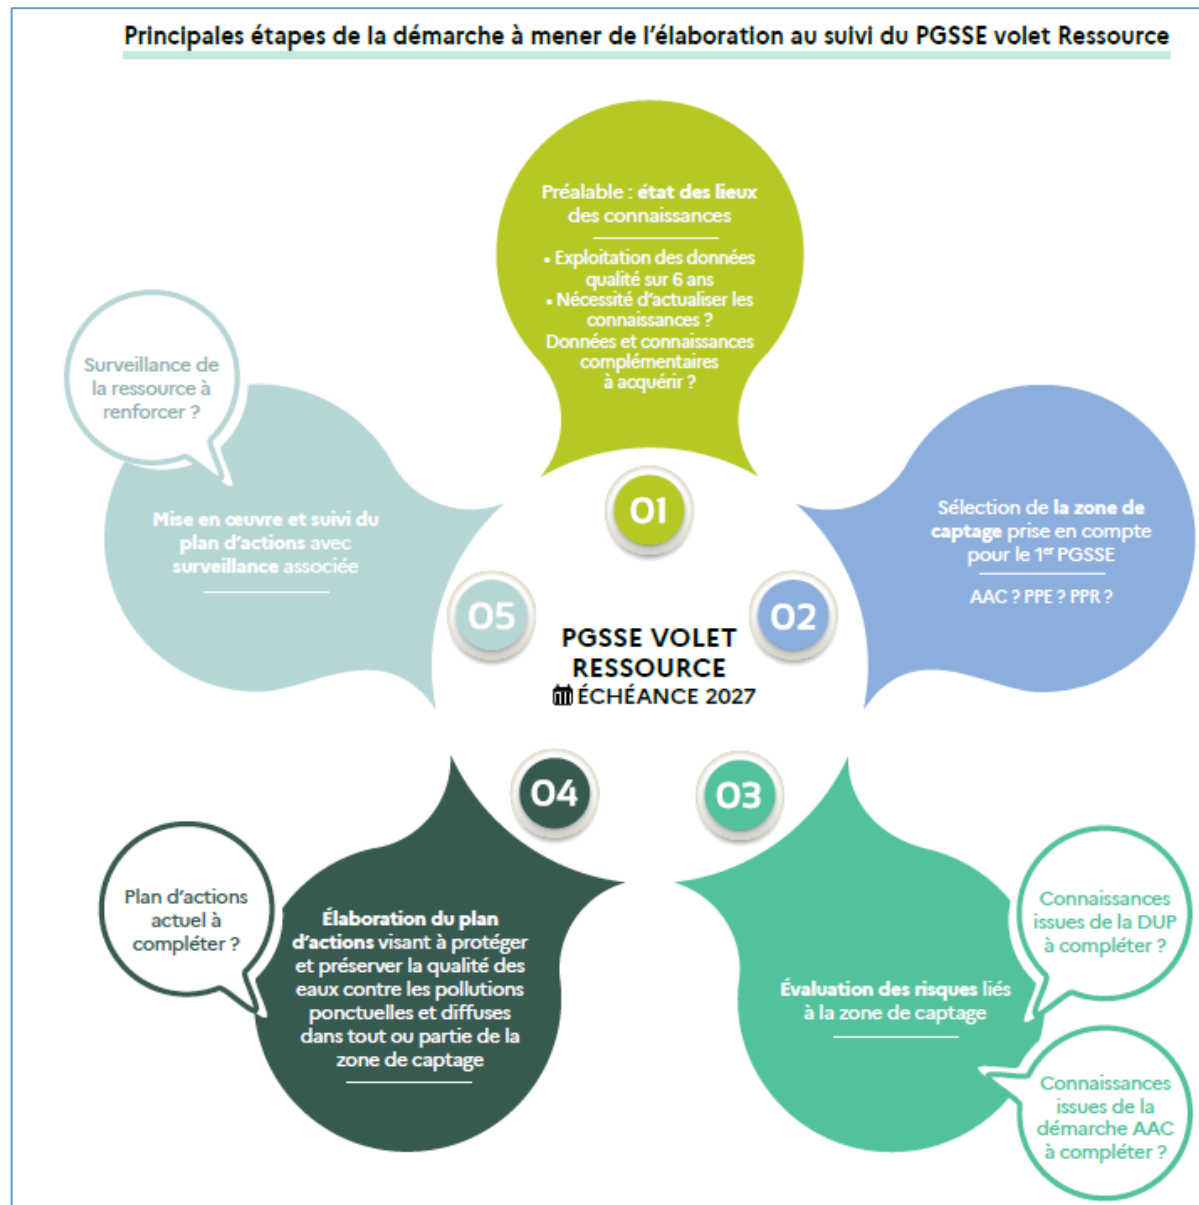 Principales étapes de la démarche à mener de l’élaboration au suivi du PGSSE volet Ressource
Préalable : état des lieux
des connaissances
• Exploitation des données
qualité sur 6 ans
• Nécessité d’actualiser les
connaissances ?
Données et connaissances
complémentaires
à acquérir ?
01
Sélection de la zone de
captage prise en compte
pour le 1er PGSSE
AAC ? PPE ? PPR ?
02
Évaluation des risques liés
à la zone de captage
03
Connaissances
issues de la DUP
à compléter ?
Connaissances
issues de la
démarche AAC
à compléter ?
Élaboration du plan
d’actions visant à protéger
et préserver la qualité des
eaux contre les pollutions
ponctuelles et diffuses
dans tout ou partie de la
zone de captage
04
Plan d’actions
actuel à
compléter ?
Mise en œuvre et suivi du
plan d’actions avec
surveillance associée
05
Surveillance de
la ressource à
renforcer ?
PGSSE VOLET
RESSOURCE
ÉCHÉANCE 2027